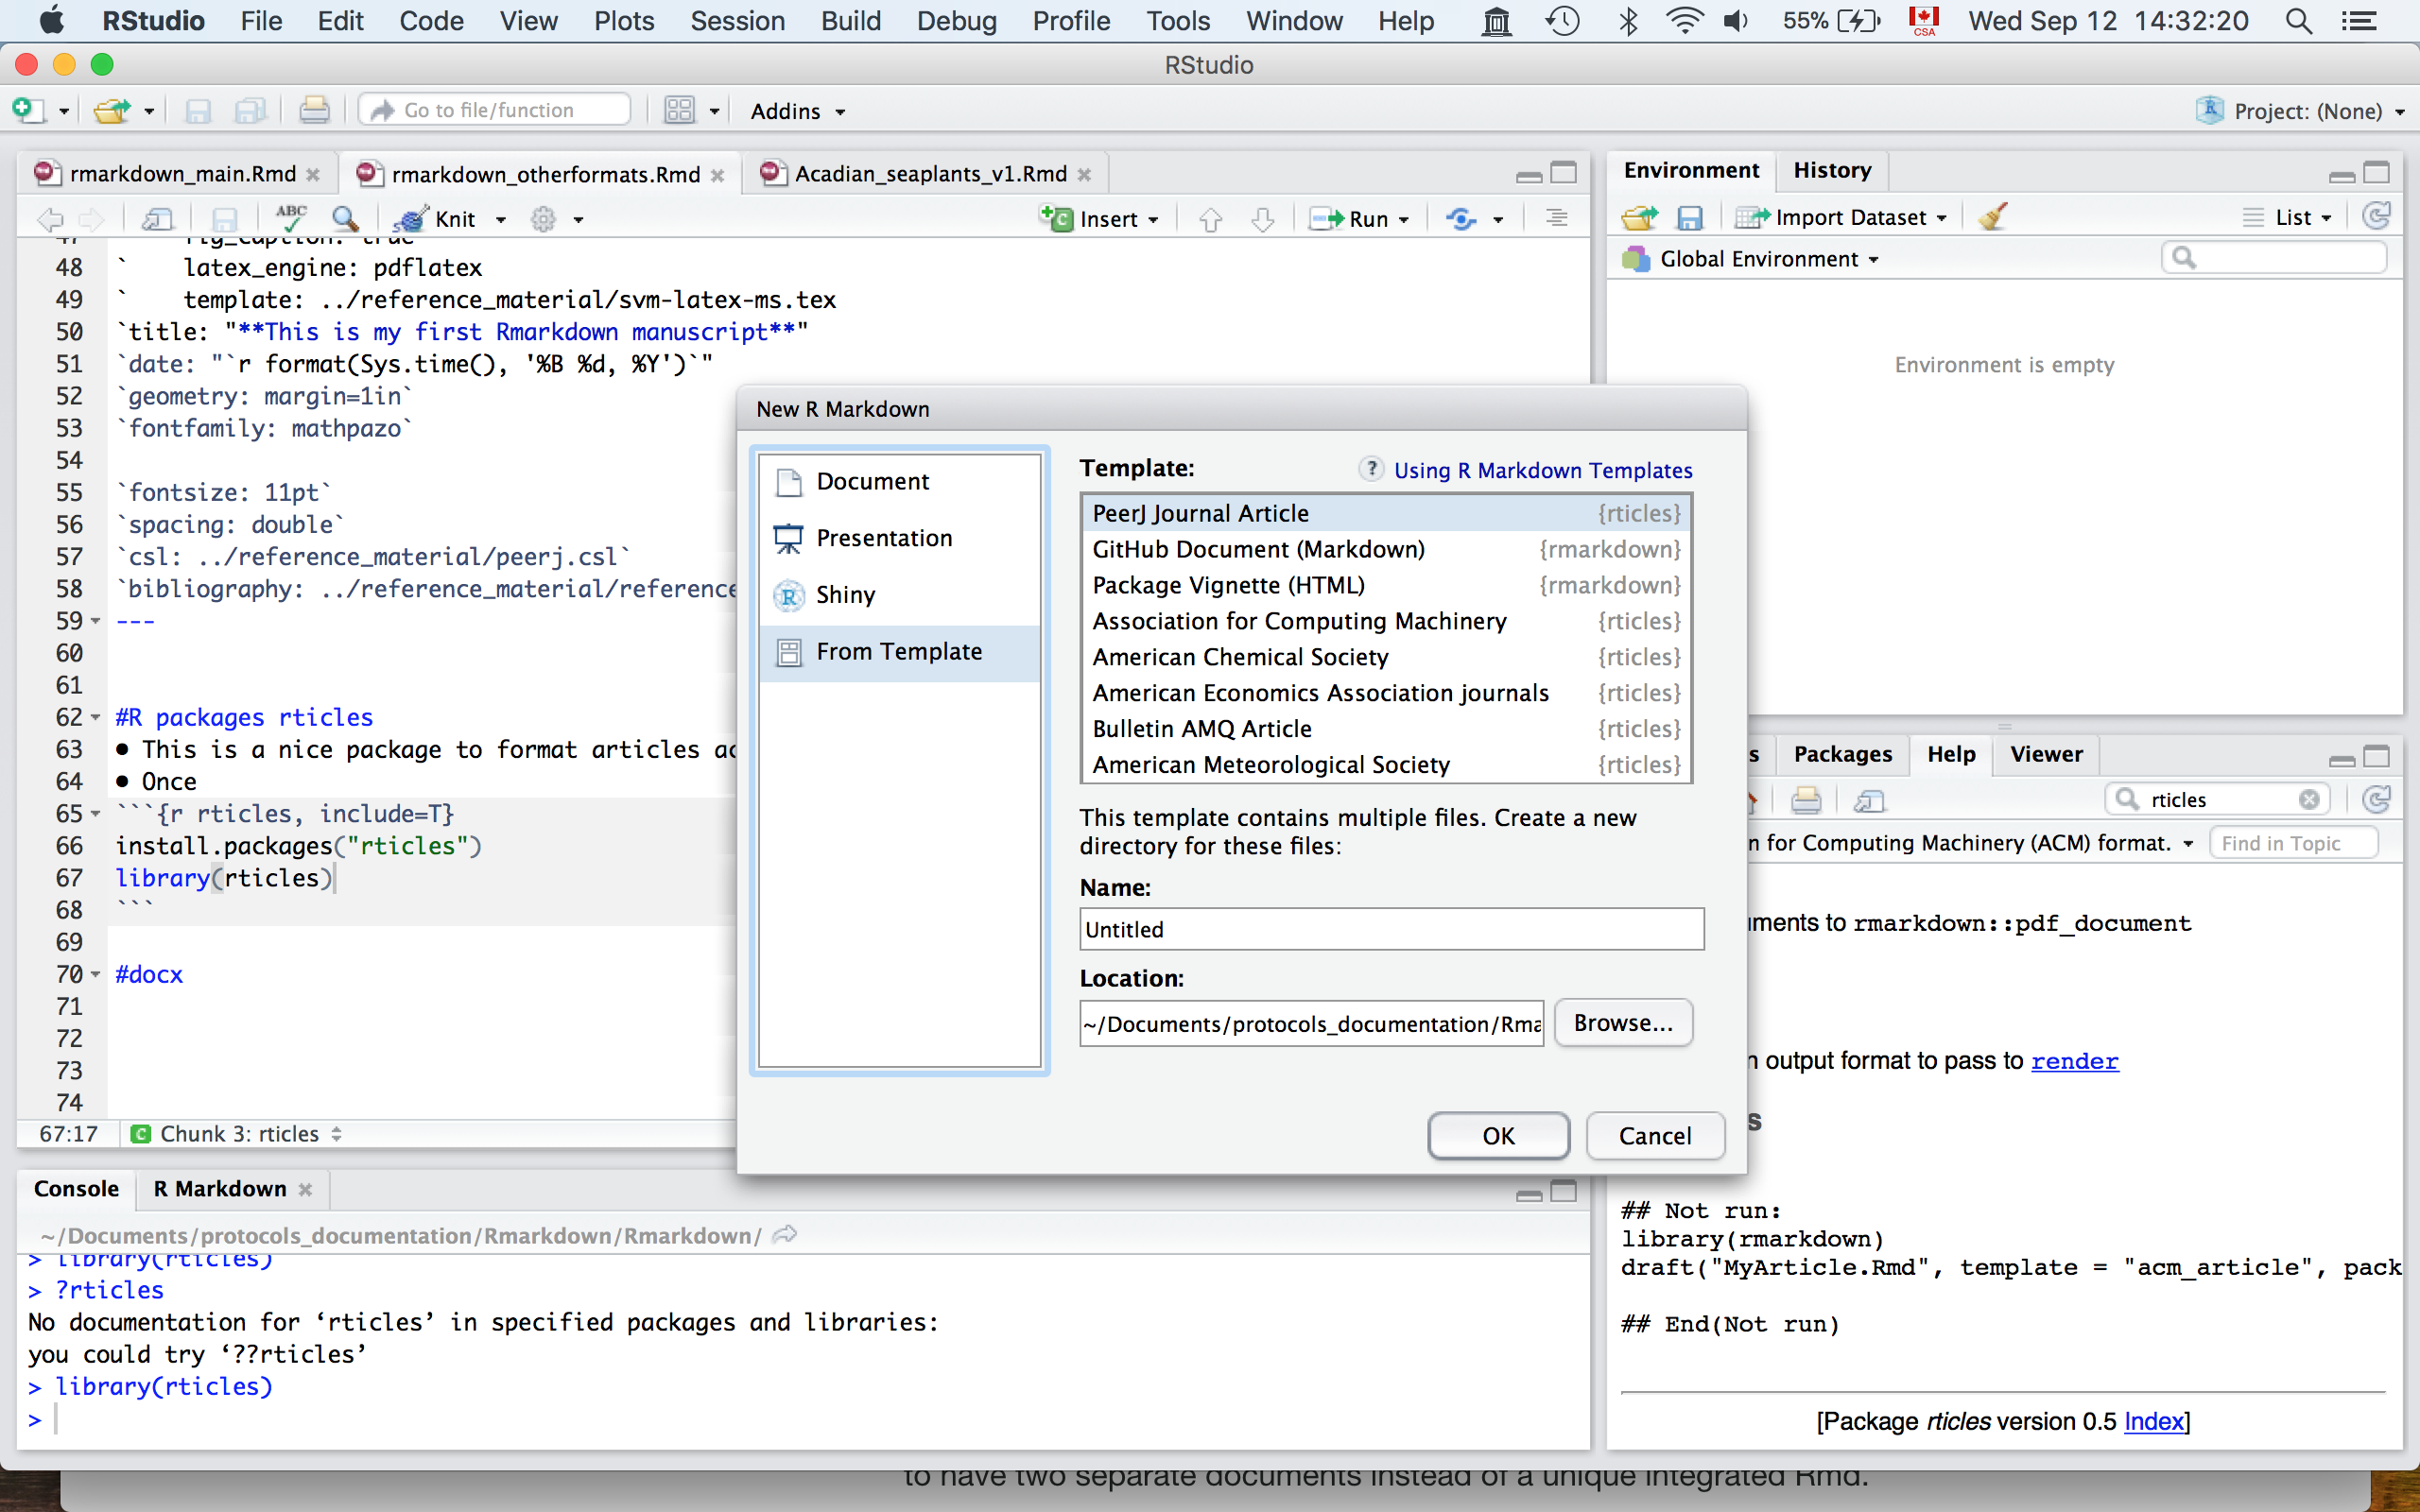 RStudio File Edit Code View Plots Session Build Debug Profile Tools Window Help 55% CSA Wed Sep 12 14:32:20
RStudio
Go to file/function Addins Project: (None)
rmarkdown_main.Rmd rmarkdown_otherformats.Rmd Acadian_seaplants_v1.Rmd
ABC Knit Insert Run
48 `    latex_engine: pdflatex
49 `    template: ../reference_material/svm-latex-ms.tex
50 `title: "**This is my first Rmarkdown manuscript**"
51 `date: "`r format(Sys.time(), '%B %d, %Y')`"
52 `geometry: margin=1in`
53 `fontfamily: mathpazo`
54
55 `fontsize: 11pt`
56 `spacing: double`
57 `csl: ../reference_material/peerj.csl`
58 `bibliography: ../reference_material/reference
59 ---
60
61
62 #R packages rticles
63 • This is a nice package to format articles
64 • Once
65 ```{r rticles, include=T}
66 install.packages("rticles")
67 library(rticles)
68 ```
69
70 #docx
71
72
73
74
67:17 Chunk 3: rticles
New R Markdown
Document
Presentation
Shiny
From Template
Template: ? Using R Markdown Templates
PeerJ Journal Article {rticles}
GitHub Document (Markdown) {rmarkdown}
Package Vignette (HTML) {rmarkdown}
Association for Computing Machinery {rticles}
American Chemical Society {rticles}
American Economics Association journals {rticles}
Bulletin AMQ Article {rticles}
American Meteorological Society {rticles}
This template contains multiple files. Create a new
directory for these files:
Name:
Untitled
Location:
~/Documents/protocols_documentation/Rma
Browse...
OK Cancel
Console R Markdown
~/Documents/protocols_documentation/Rmarkdown/Rmarkdown/
> library(rticles)
> ?rticles
No documentation for ‘rticles’ in specified packages and libraries:
you could try ‘??rticles’
> library(rticles)
>
Environment History
Import Dataset List
Global Environment
Environment is empty
s Packages Help Viewer
rticles
n for Computing Machinery (ACM) format. Find in Topic
ments to rmarkdown::pdf_document
n output format to pass to render
s
## Not run:
library(rmarkdown)
draft("MyArticle.Rmd", template = "acm_article", pack
## End(Not run)
[Package rticles version 0.5 Index]
to have two separate documents instead of a unique integrated Rmd.